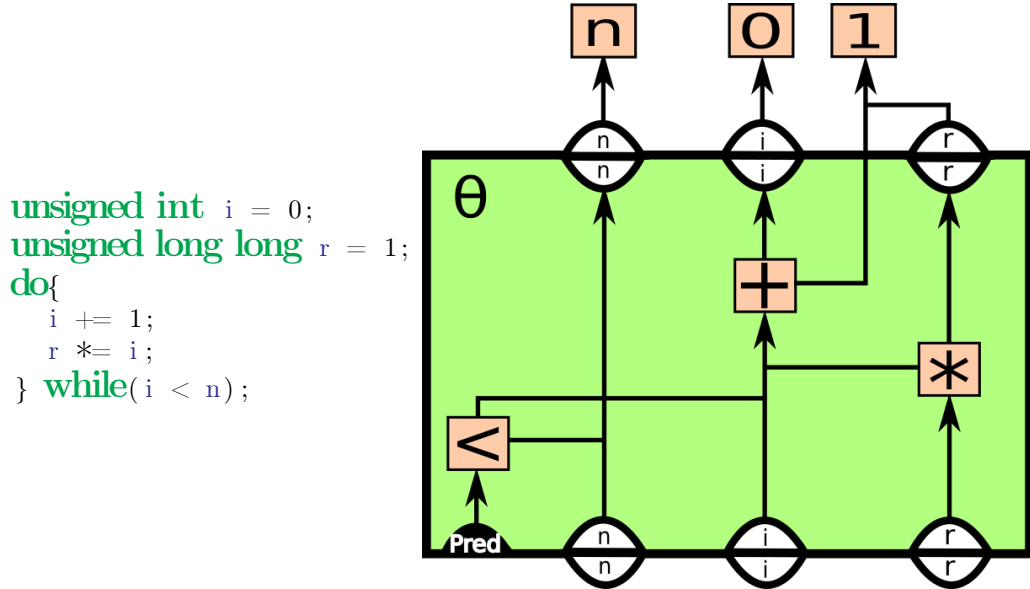 unsigned int i = 0;
unsigned long long r = 1;
do{
i += 1;
r *= i;
} while(i < n);
n 0 1
n i r
n i r
θ
+
*
<
Pred
n i r
n i r